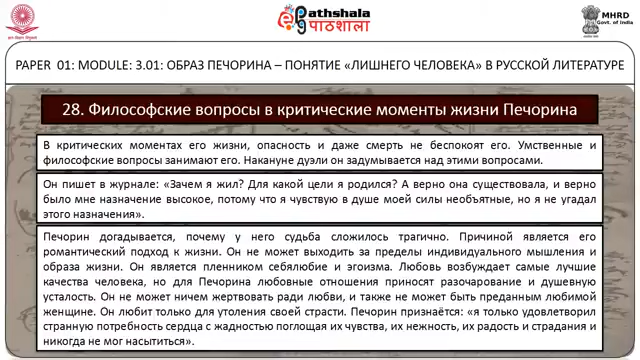 Pathshala
पाठशाला
MHRD
Govt. of India
PAPER 01: MODULE: 3.01: ОБРАЗ ПЕЧОРИНА – ПОНЯТИЕ «ЛИШНЕГО ЧЕЛОВЕКА» В РУССКОЙ ЛИТЕРАТУРЕ
28. Философские вопросы в критические моменты жизни Печорина
В критических моментах его жизни, опасность и даже смерть не беспокоят его. Умственные и
философские вопросы занимают его. Накануне дуэли он задумывается над этими вопросами.
Он пишет в журнале: «Зачем я жил? Для какой цели я родился? А верно она существовала, и верно
было мне назначение высокое, потому что я чувствую в душе моей силы необъятные, но я не угадал
этого назначения».
Печорин догадывается, почему у него судьба сложилось трагично. Причиной является его
романтический подход к жизни. Он не может выходить за пределы индивидуального мышления и
образа жизни. Он является пленником себялюбие и эгоизма. Любовь возбуждает самые лучшие
качества человека, но для Печорина любовные отношения приносят разочарование и душевную
усталость. Он не может ничем жертвовать ради любви, и также не может быть преданным любимой
женщине. Он любит только для утоления своей страсти. Печорин признаётся: «я только удовлетворил
странную потребность сердца с жадностью поглощая их чувства, их нежность, их радость и страдания и
никогда не мог насытиться».